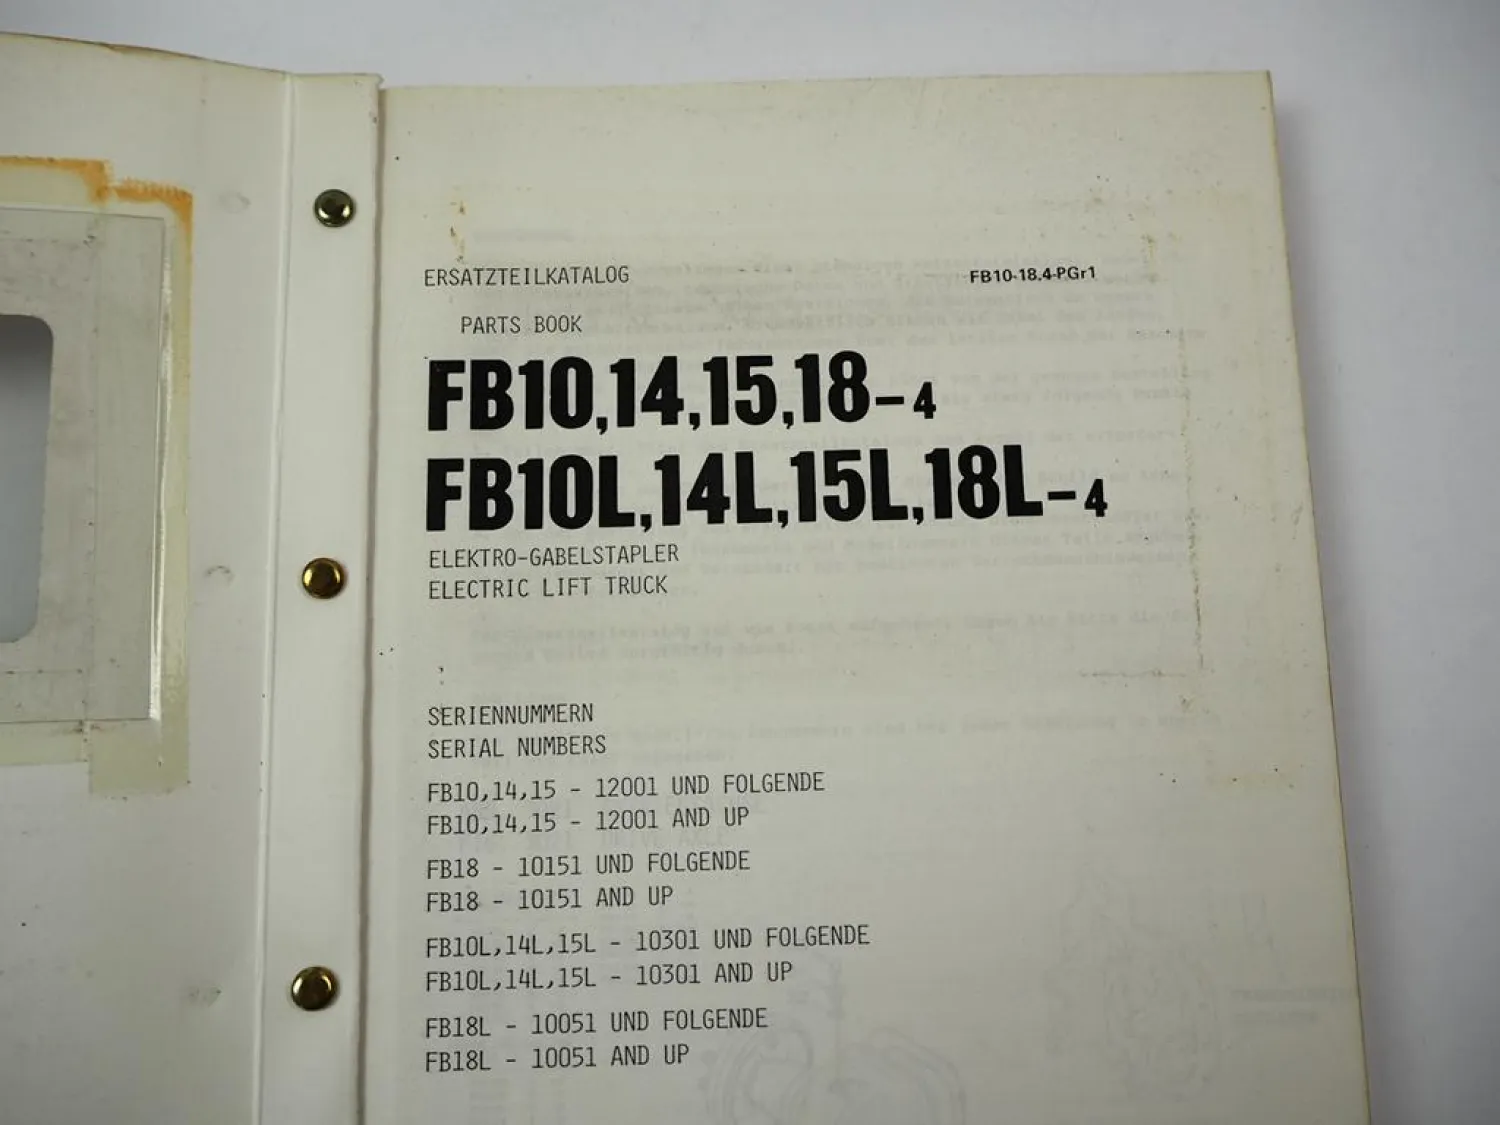 ERSATZTEILKATALOG
FB10-18.4-PGr1
PARTS BOOK
FB10,14,15,18-4
FB10L,14L,15L,18L-4
ELEKTRO-GABELSTAPLER
ELECTRIC LIFT TRUCK
SERIENNUMMERN
SERIAL NUMBERS
FB10,14,15 - 12001 UND FOLGENDE
FB10,14,15 - 12001 AND UP
FB18 - 10151 UND FOLGENDE
FB18 - 10151 AND UP
FB10L,14L,15L - 10301 UND FOLGENDE
FB10L,14L,15L - 10301 AND UP
FB18L - 10051 UND FOLGENDE
FB18L - 10051 AND UP